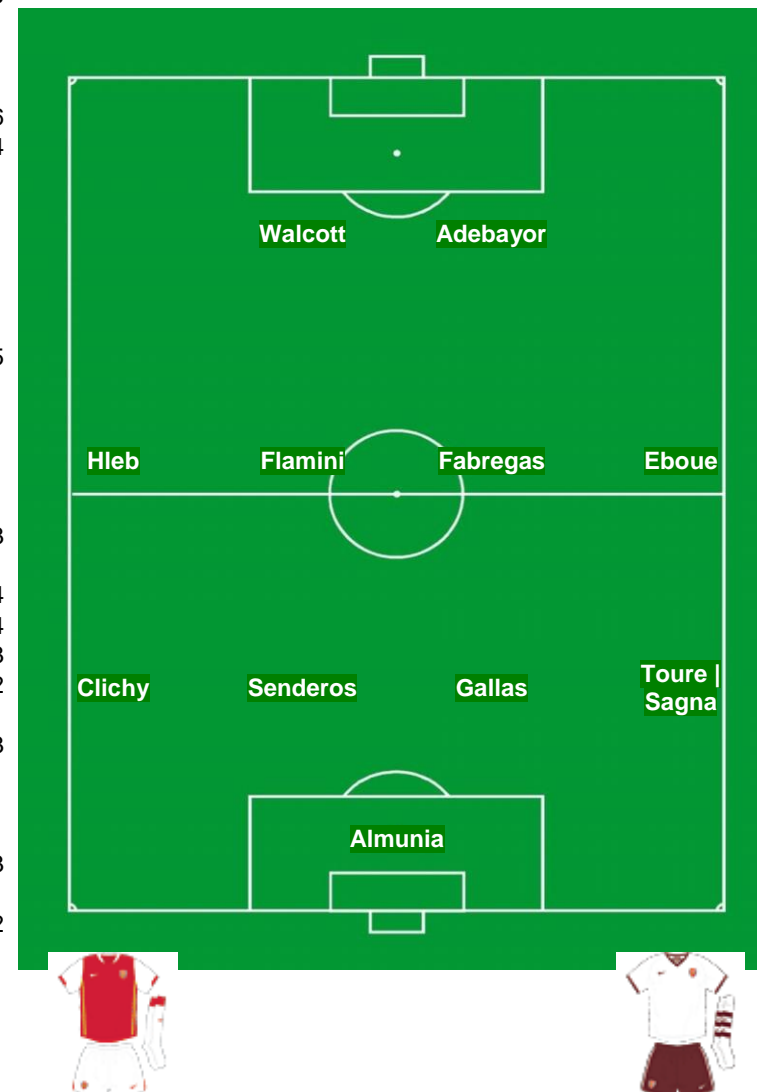 Walcott Adebayor
Hleb Flamini Fabregas Eboue
Clichy Senderos Gallas Toure |
Sagna
Almunia